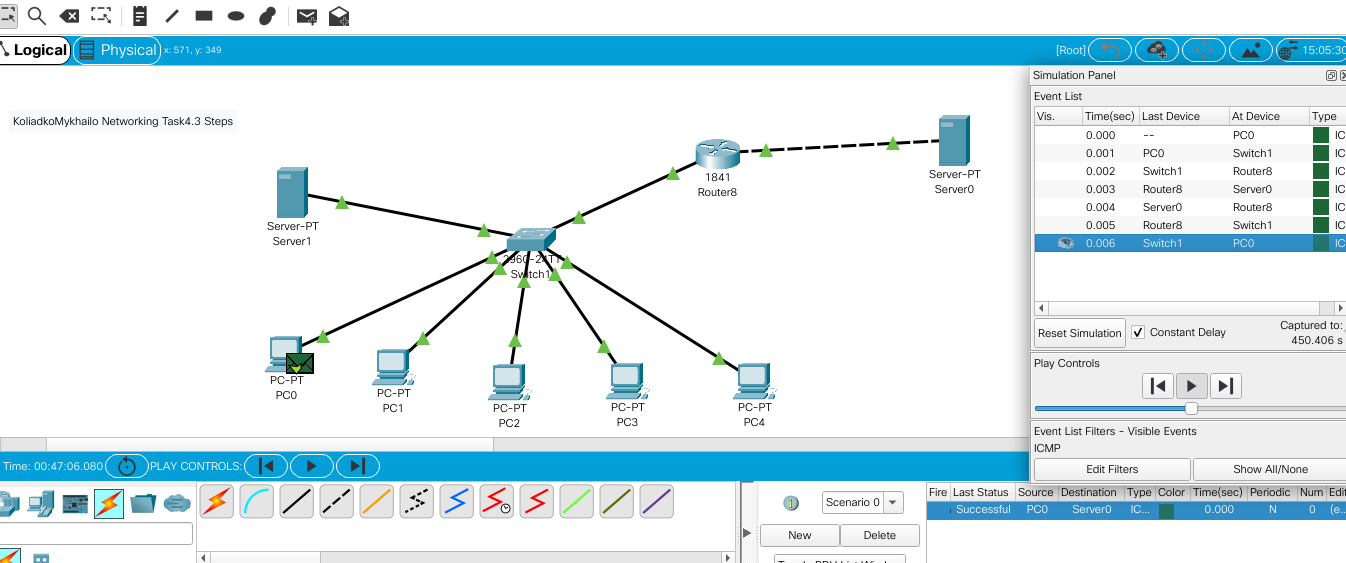 Logical Physical x: 571, y: 349 [Root] 15:05:30
Simulation Panel
Event List
Vis. Time(sec) Last Device At Device Type
0.000 -- PC0 IC
0.001 PC0 Switch1 IC
0.002 Switch1 Router8 IC
0.003 Router8 Server0 IC
0.004 Server0 Router8 IC
0.005 Router8 Switch1 IC
0.006 Switch1 PC0 IC
Reset Simulation Constant Delay Captured to:
450.406 s
Play Controls
Event List Filters - Visible Events
ICMP
Edit Filters Show All/None
KoliadkoMykhailo Networking Task4.3 Steps
1841
Router8
Server-PT
Server0
Server-PT
Server1
2960-24TT
Switch1
PC-PT
PC0
PC-PT
PC1
PC-PT
PC2
PC-PT
PC3
PC-PT
PC4
Time: 00:47:06.080 PLAY CONTROLS:
Scenario 0
New Delete
Fire Last Status Source Destination Type Color Time(sec) Periodic Num Edi
Successful PC0 Server0 IC... 0.000 N 0 (e...